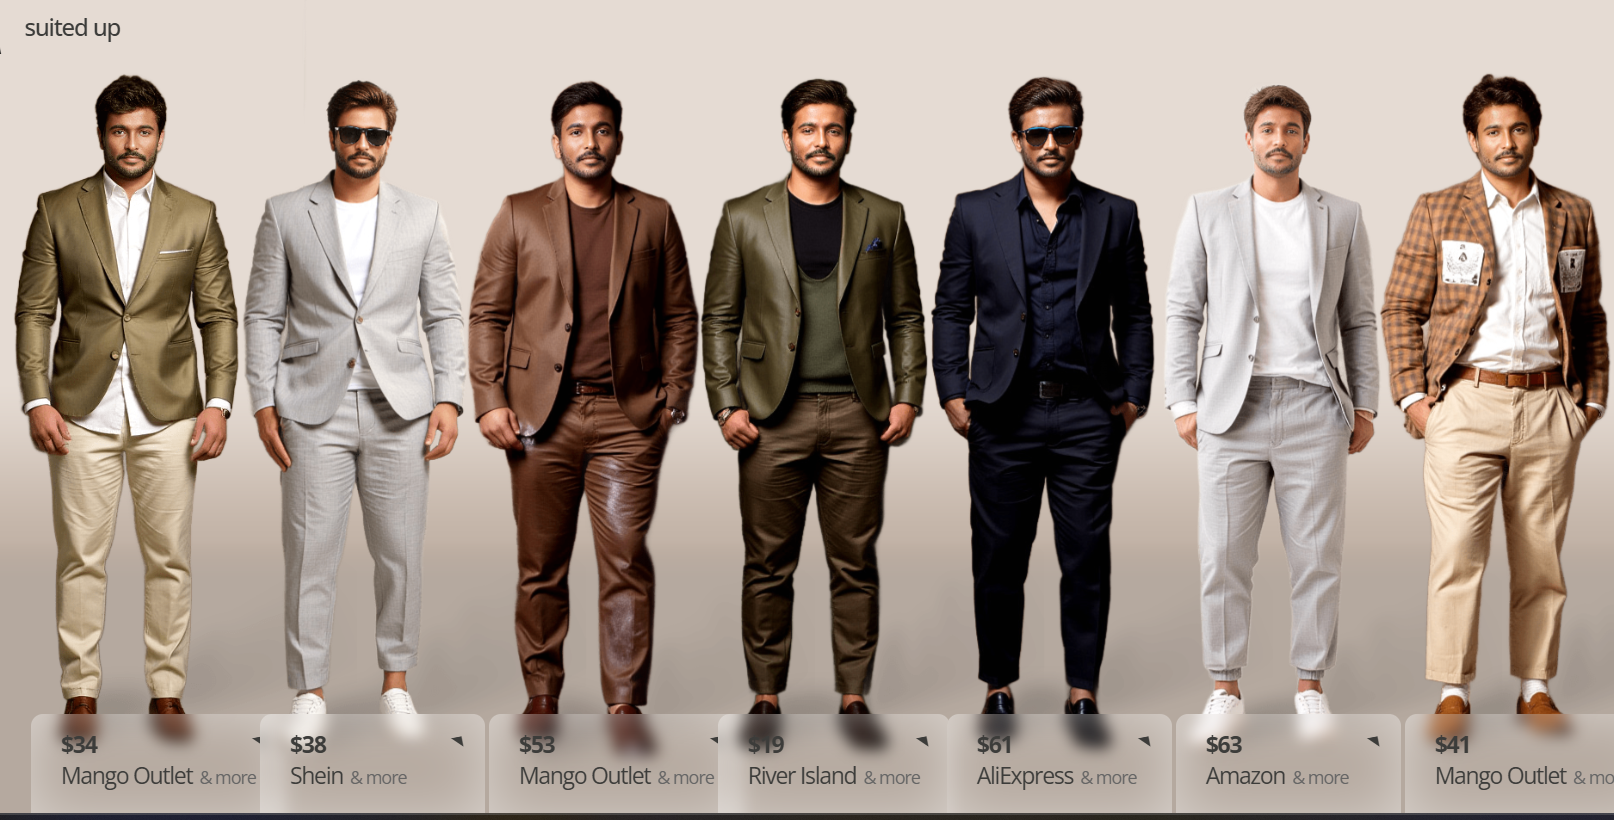 suited up
$34
Mango Outlet & more
$38
Shein & more
$53
Mango Outlet & more
$19
River Island & more
$61
AliExpress & more
$63
Amazon & more
$41
Mango Outlet & mo